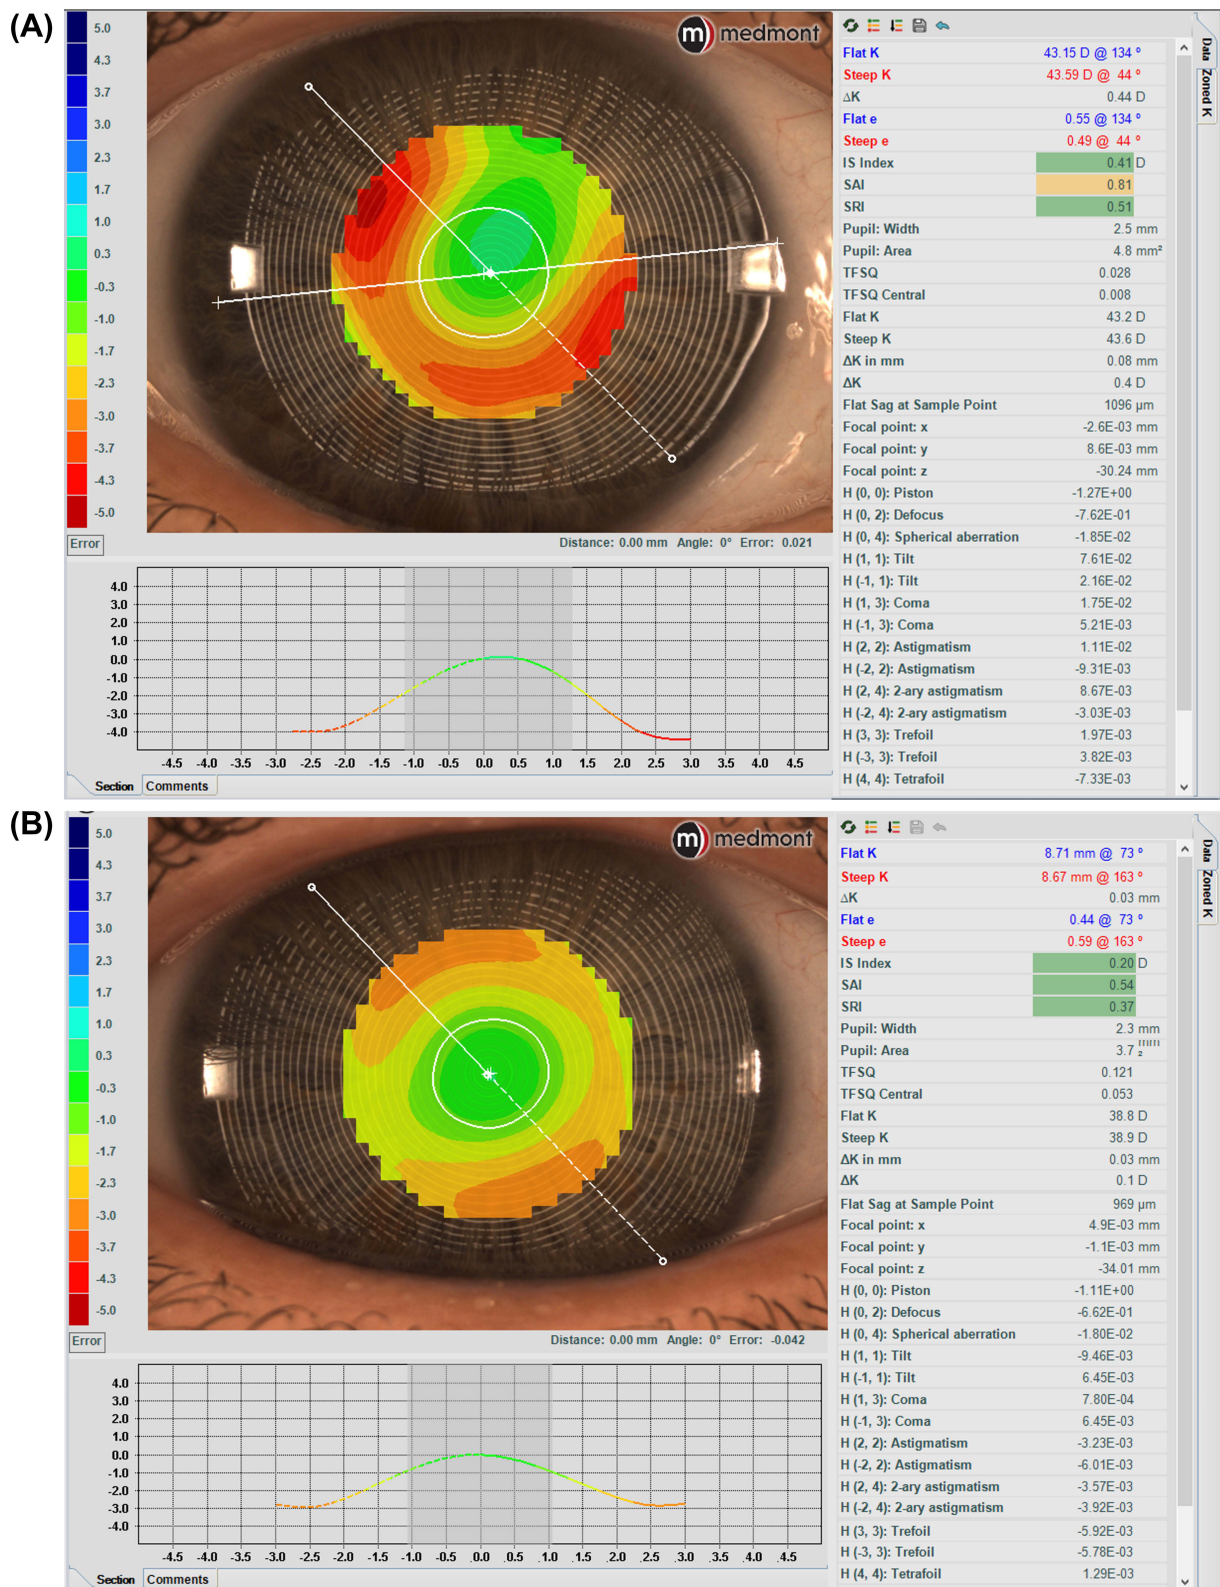 (A)
medmont
5.0
4.3
3.7
3.0
2.3
1.7
1.0
0.3
-0.3
-1.0
-1.7
-2.3
-3.0
-3.7
-4.3
-5.0
Error
Distance: 0.00 mm Angle: 0° Error: 0.021
4.0
3.0
2.0
1.0
0.0
-1.0
-2.0
-3.0
-4.0
-4.5 -4.0 -3.5 -3.0 -2.5 -2.0 -1.5 -1.0 -0.5 0.0 0.5 1.0 1.5 2.0 2.5 3.0 3.5 4.0 4.5
Section Comments
Data
Zoned K
Flat K 43.15 D @ 134 °
Steep K 43.59 D @ 44 °
ΔK 0.44 D
Flat e 0.55 @ 134 °
Steep e 0.49 @ 44 °
IS Index 0.41 D
SAI 0.81
SRI 0.51
Pupil: Width 2.5 mm
Pupil: Area 4.8 mm²
TFSQ 0.028
TFSQ Central 0.008
Flat K 43.2 D
Steep K 43.6 D
ΔK in mm 0.08 mm
ΔK 0.4 D
Flat Sag at Sample Point 1096 µm
Focal point: x -2.6E-03 mm
Focal point: y 8.6E-03 mm
Focal point: z -30.24 mm
H (0, 0): Piston -1.27E+00
H (0, 2): Defocus -7.62E-01
H (0, 4): Spherical aberration -1.85E-02
H (1, 1): Tilt 7.61E-02
H (-1, 1): Tilt 2.16E-02
H (1, 3): Coma 1.75E-02
H (-1, 3): Coma 5.21E-03
H (2, 2): Astigmatism 1.11E-02
H (-2, 2): Astigmatism -9.31E-03
H (2, 4): 2-ary astigmatism 8.67E-03
H (-2, 4): 2-ary astigmatism -3.03E-03
H (3, 3): Trefoil 1.97E-03
H (-3, 3): Trefoil 3.82E-03
H (4, 4): Tetrafoil -7.33E-03
(B)
medmont
5.0
4.3
3.7
3.0
2.3
1.7
1.0
0.3
-0.3
-1.0
-1.7
-2.3
-3.0
-3.7
-4.3
-5.0
Error
Distance: 0.00 mm Angle: 0° Error: -0.042
4.0
3.0
2.0
1.0
0.0
-1.0
-2.0
-3.0
-4.0
-4.5 -4.0 -3.5 -3.0 -2.5 -2.0 -1.5 -1.0 -0.5 .0.0 0.5 .1.0 .1.5 .2.0 .2.5 .3.0 .3.5 .4.0 .4.5
Section Comments
Data
Zoned K
Flat K 8.71 mm @ 73 °
Steep K 8.67 mm @ 163 °
ΔK 0.03 mm
Flat e 0.44 @ 73 °
Steep e 0.59 @ 163 °
IS Index 0.20 D
SAI 0.54
SRI 0.37
Pupil: Width 2.3 mm
Pupil: Area 3.7 mm²
TFSQ 0.121
TFSQ Central 0.053
Flat K 38.8 D
Steep K 38.9 D
ΔK in mm 0.03 mm
ΔK 0.1 D
Flat Sag at Sample Point 969 µm
Focal point: x 4.9E-03 mm
Focal point: y -1.1E-03 mm
Focal point: z -34.01 mm
H (0, 0): Piston -1.11E+00
H (0, 2): Defocus -6.62E-01
H (0, 4): Spherical aberration -1.80E-02
H (1, 1): Tilt -9.46E-03
H (-1, 1): Tilt 6.45E-03
H (1, 3): Coma 7.80E-04
H (-1, 3): Coma 6.45E-03
H (2, 2): Astigmatism -3.23E-03
H (-2, 2): Astigmatism -6.01E-03
H (2, 4): 2-ary astigmatism -3.57E-03
H (-2, 4): 2-ary astigmatism -3.92E-03
H (3, 3): Trefoil -5.92E-03
H (-3, 3): Trefoil -5.78E-03
H (4, 4): Tetrafoil 1.29E-03